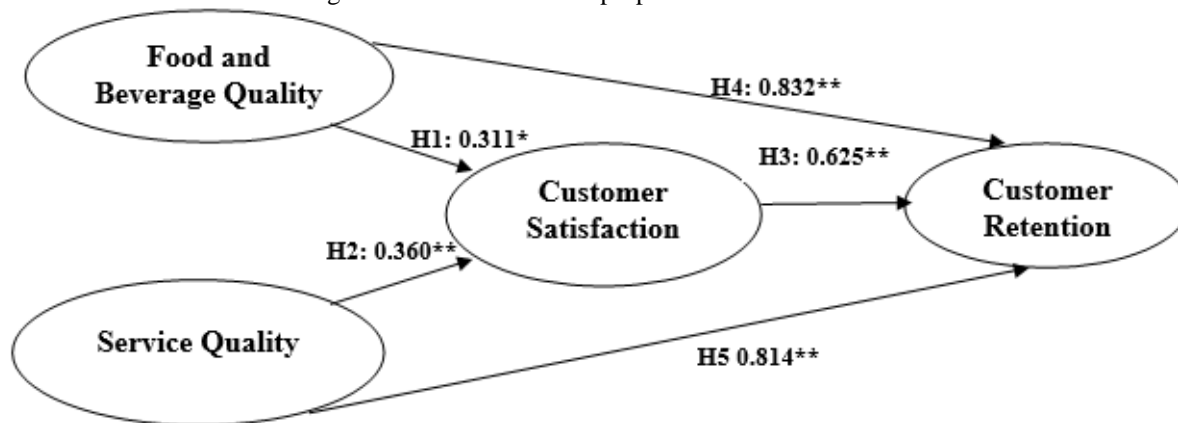 Food and
Beverage Quality
H4: 0.832**
H1: 0.311*
H3: 0.625**
Customer
Satisfaction
Customer
Retention
H2: 0.360**
Service Quality
H5 0.814**